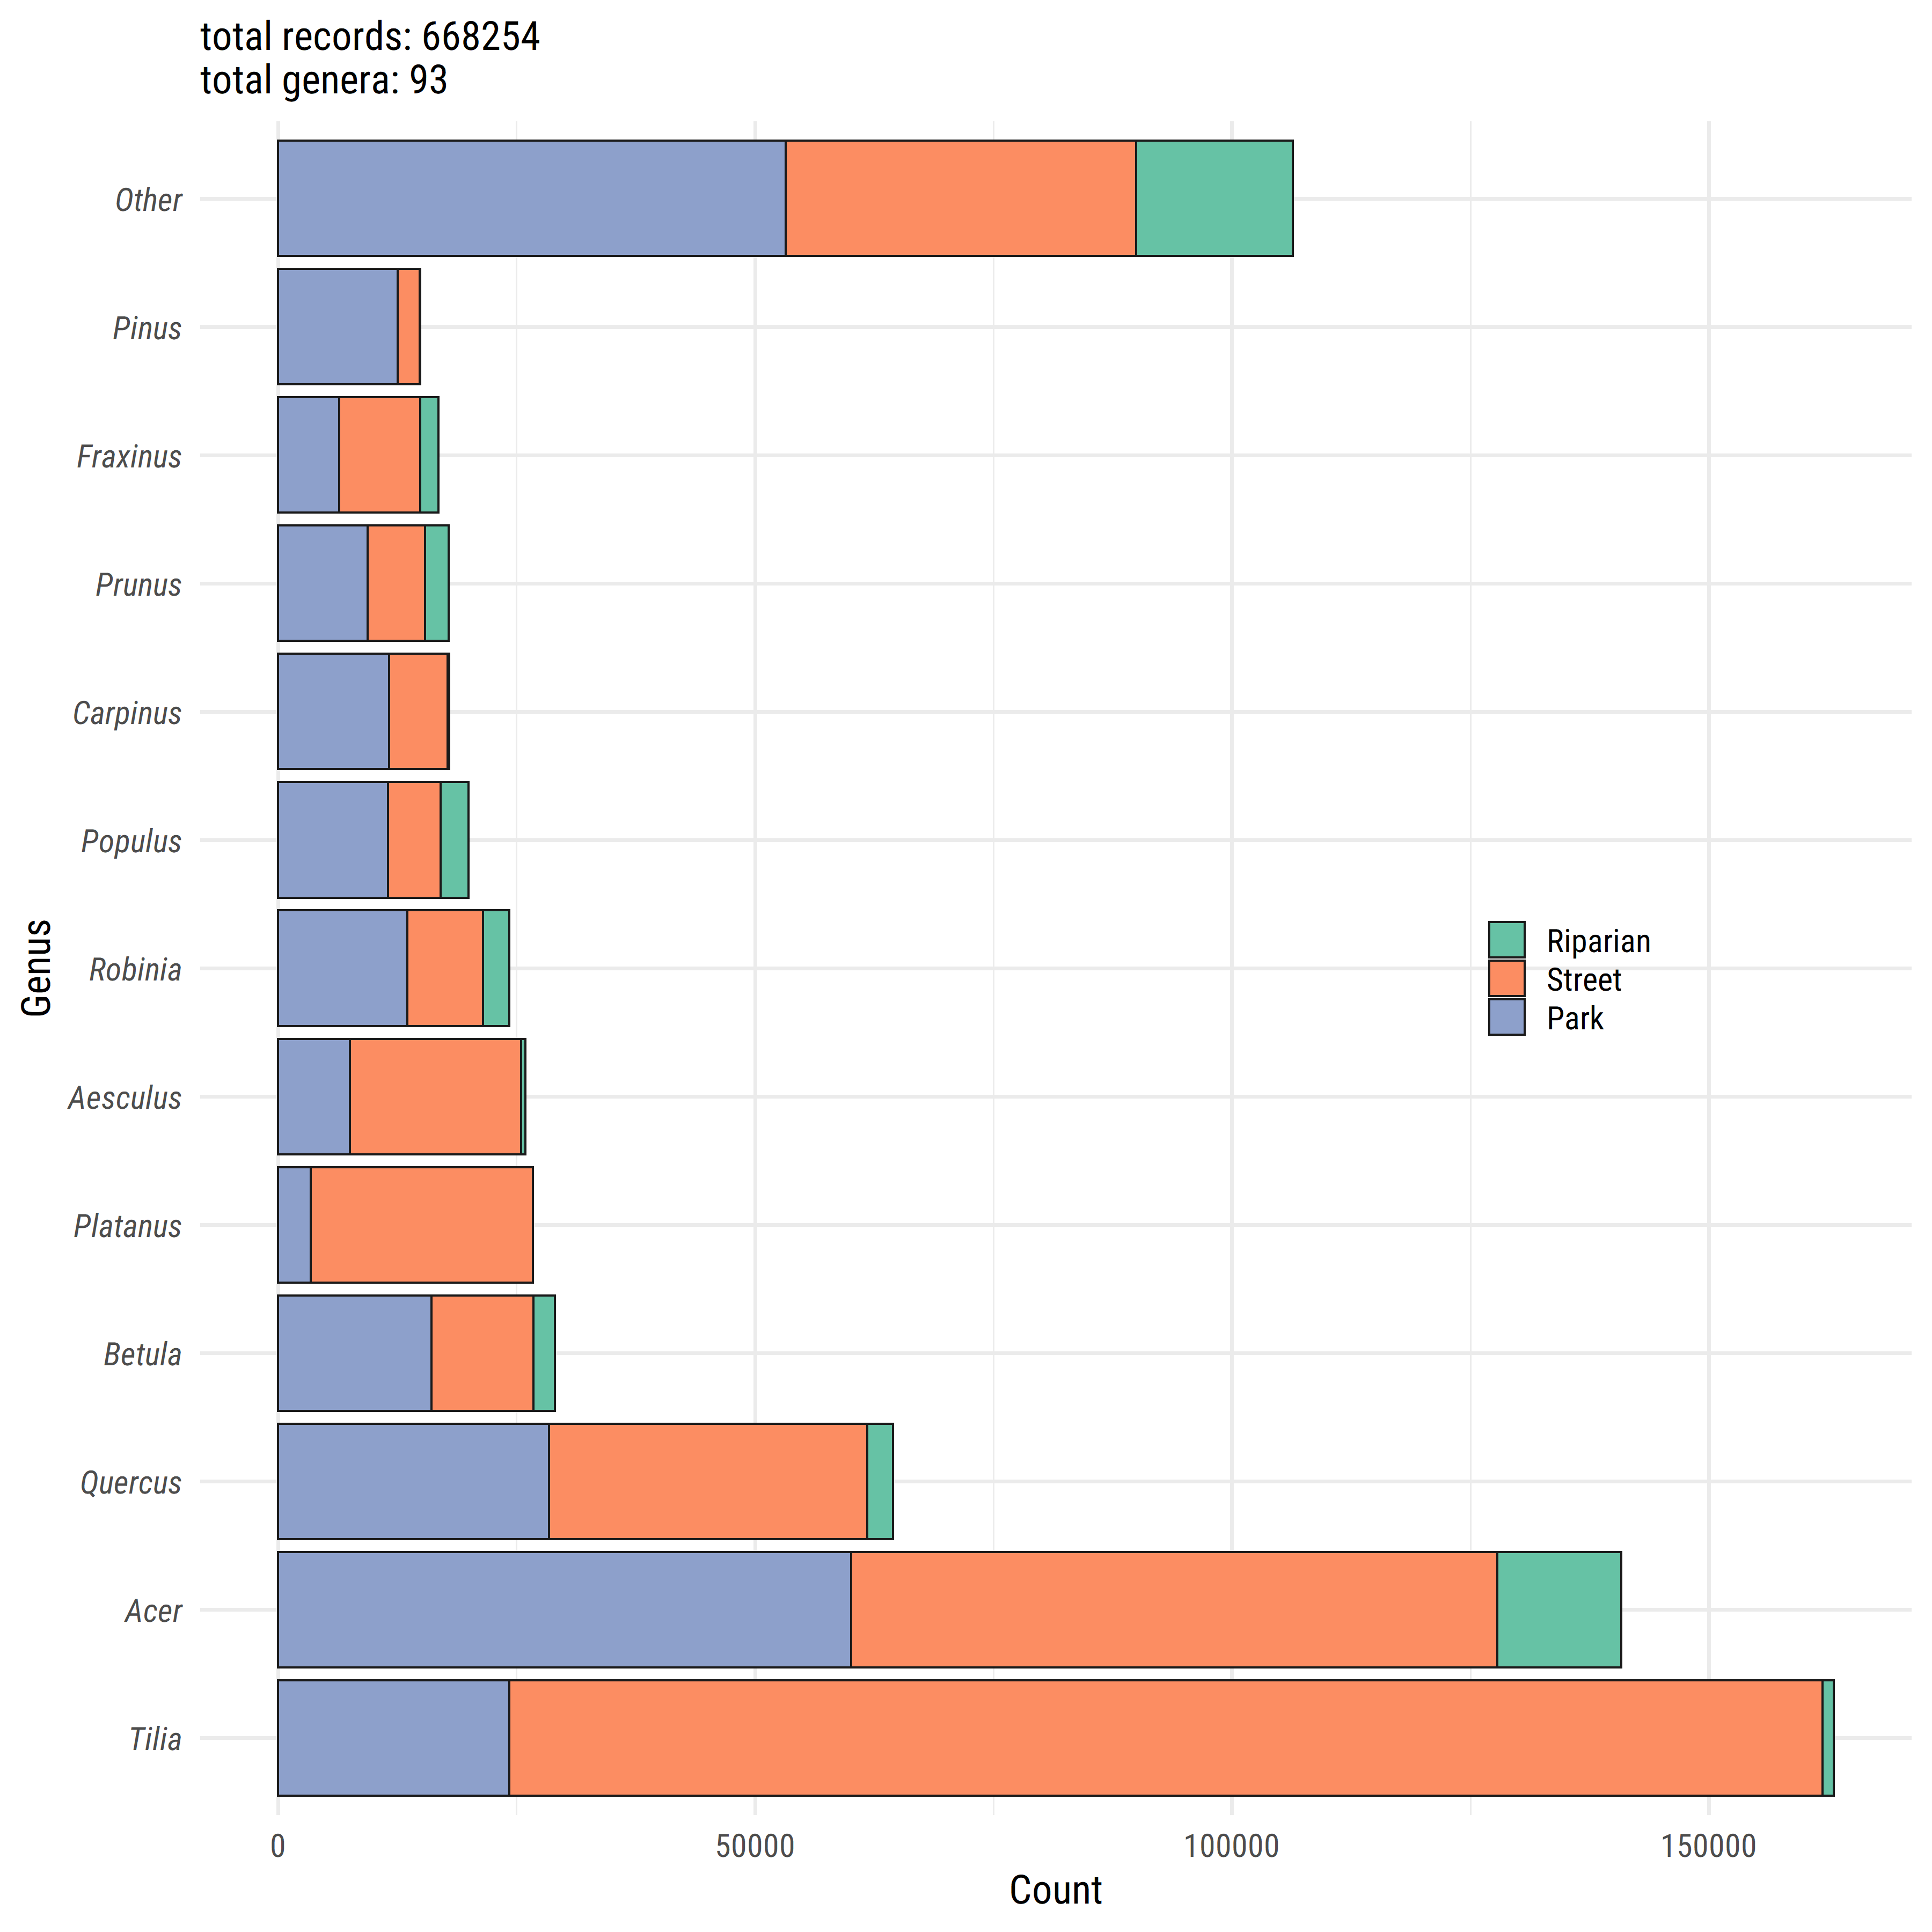 total records: 668254
total genera: 93
Other
Pinus
Fraxinus
Prunus
Carpinus
Populus
Robinia
Aesculus
Platanus
Betula
Quercus
Acer
Tilia
Genus
Riparian
Street
Park
0 50000 100000 150000
Count